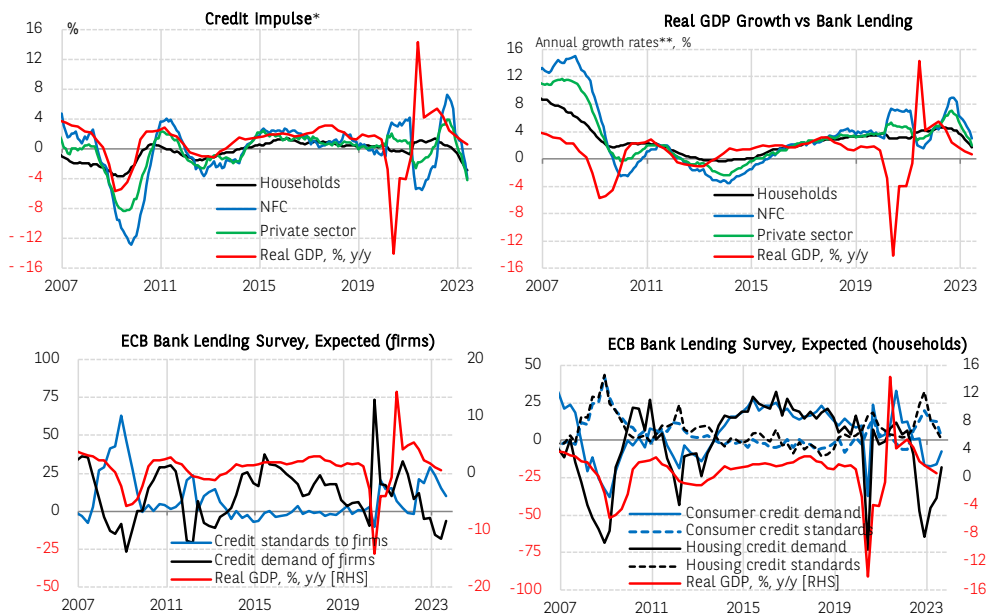 Credit Impulse*
%
16
12
8
4
0
-4
-8
- -12
- -16
2007 2011 2015 2019 2023
Households
NFC
Private sector
Real GDP, %, y/y
Real GDP Growth vs Bank Lending
Annual growth rates**, %
16
12
8
4
0
-4
-8
-12
-16
2007 2011 2015 2019 2023
Households
NFC
Private sector
Real GDP, %, y/y
ECB Bank Lending Survey, Expected (firms)
100
75
50
25
0
-25
-50
20
10
0
-10
-20
2007 2011 2015 2019 2023
Credit standards to firms
Credit demand of firms
Real GDP, %, y/y [RHS]
ECB Bank Lending Survey, Expected (households)
50
25
0
-25
-50
-75
-100
16
12
8
4
0
-4
-8
-12
-16
2007 2011 2015 2019 2023
Consumer credit demand
Consumer credit standards
Housing credit demand
Housing credit standards
Real GDP, %, y/y [RHS]